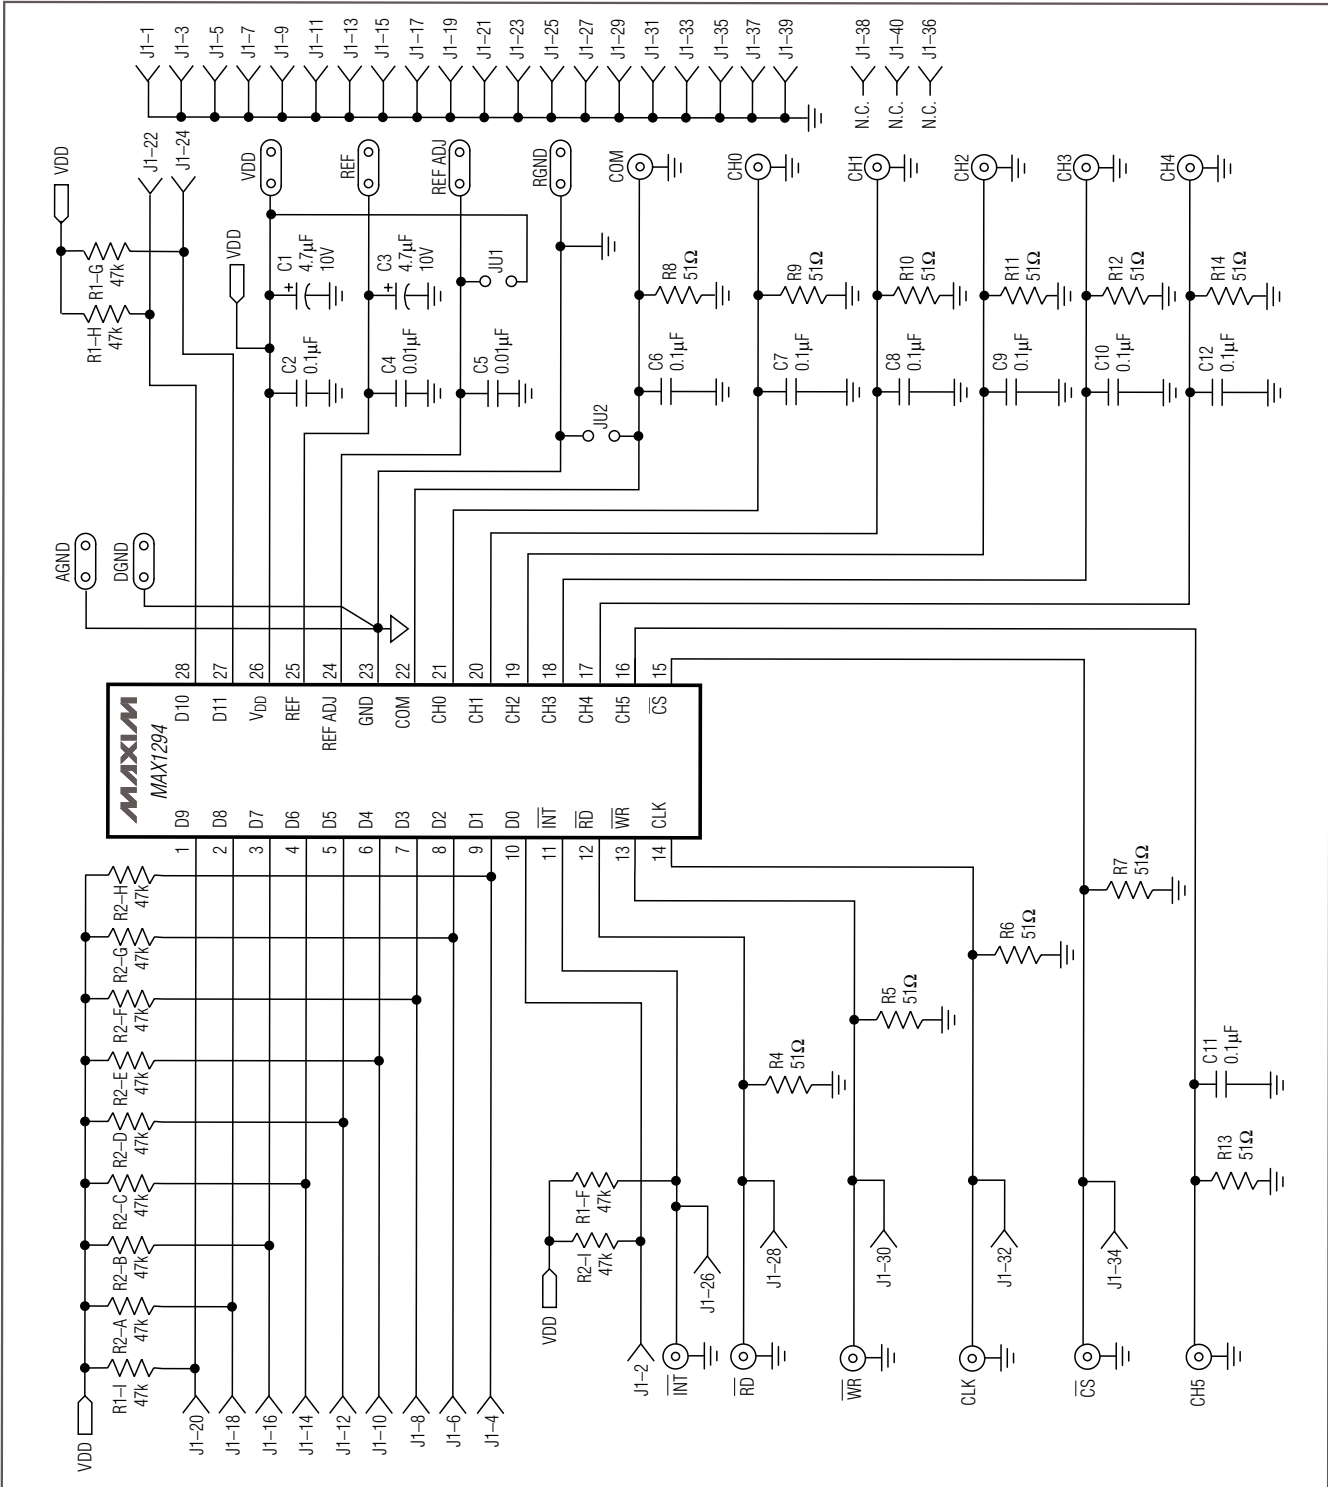 J1–1
J1–3
J1–5
J1–7
J1–9
J1–11
J1–13
J1–15
J1–17
J1–19
J1–21
J1–23
J1–25
J1–27
J1–29
J1–31
J1–33
J1–35
J1–37
J1–39
J1–38
J1–40
J1–36
N.C.
N.C.
N.C.
VDD
J1–22
J1–24
R1–G
47k
R1–H
47k
VDD
REF
REF ADJ
RGND
COM
CH0
CH1
CH2
CH3
CH4
VDD
C1
4.7µF
10V
+
C3
4.7µF
10V
+
JU1
C2
0.1µF
C4
0.01µF
C5
0.01µF
JU2
R8
51Ω
R9
51Ω
R10
51Ω
R11
51Ω
R12
51Ω
R14
51Ω
C6
0.1µF
C7
0.1µF
C8
0.1µF
C9
0.1µF
C10
0.1µF
C12
0.1µF
AGND
DGND
28
27
26
25
24
23
22
21
20
19
18
17
16
15
MAXIM
MAX1294
D10
D11
VDD
REF
REF ADJ
GND
COM
CH0
CH1
CH2
CH3
CH4
CH5
CS
D9
D8
D7
D6
D5
D4
D3
D2
D1
D0
INT
RD
WR
CLK
1
2
3
4
5
6
7
8
9
10
11
12
13
14
R2–H
47k
R2–G
47k
R2–F
47k
R2–E
47k
R2–D
47k
R2–C
47k
R2–B
47k
R2–A
47k
R1–I
47k
VDD
J1–20
J1–18
J1–16
J1–14
J1–12
J1–10
J1–8
J1–6
J1–4
R7
51Ω
R6
51Ω
R5
51Ω
R4
51Ω
C11
0.1µF
R13
51Ω
R1–F
47k
R2–I
47k
VDD
J1–26
J1–28
J1–30
J1–32
J1–34
J1–2
INT
RD
WR
CLK
CS
CH5